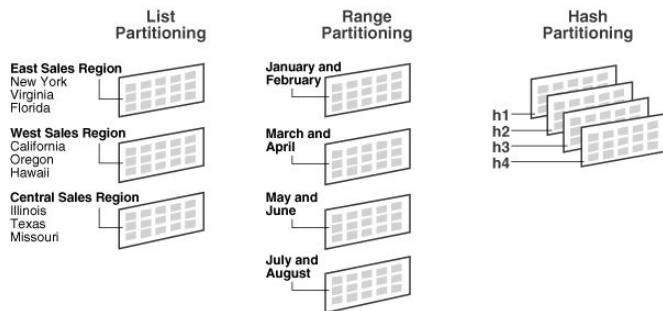 List
Partitioning
East Sales Region
New York
Virginia
Florida
West Sales Region
California
Oregon
Hawaii
Central Sales Region
Illinois
Texas
Missouri
Range
Partitioning
January and
February
March and
April
May and
June
July and
August
Hash
Partitioning
h1
h2
h3
h4